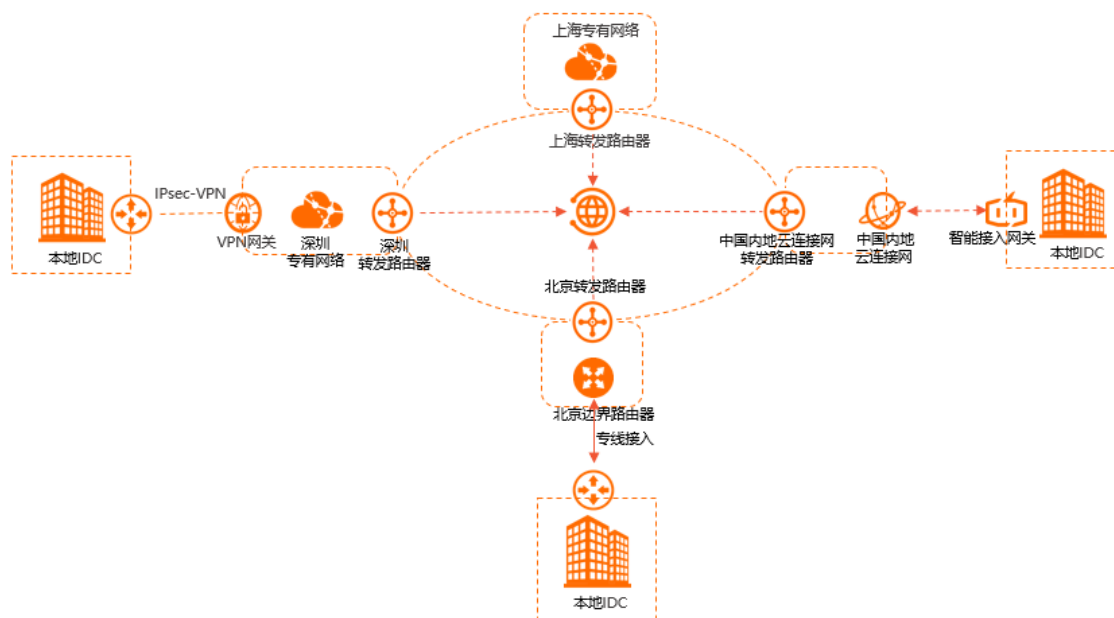 上海专有网络
上海转发路由器
IPsec-VPN
VPN网关
深圳
专有网络
深圳
转发路由器
本地IDC
中国内地云连接网
转发路由器
中国内地
云连接网
智能接入网关
本地IDC
北京转发路由器
北京边界路由器
专线接入
本地IDC